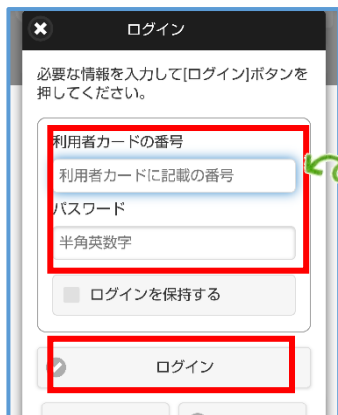 ログイン
必要な情報を入力して[ログイン]ボタンを
押してください。
利用者カードの番号
利用者カードに記載の番号
パスワード
半角英数字
ログインを保持する
ログイン